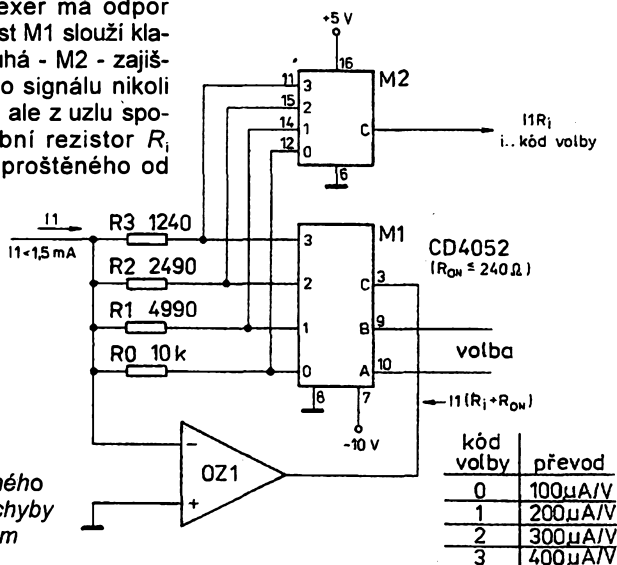 exer má odpor
st M1 slouží kla-
uhá - M2 - zajiš-
o signálu nikoli
ale z uzlu spo-
bní rezistor Ri
proštěného od
+5 V
16
M2
11
3
15
2
14
1
12
0
C
6
I1Ri
i..kód volby
I1
I1<1,5 mA
R3 1240
R2 2490
R1 4990
R0 10k
M1
3
2
1
0
C
3
B
9
A
10
8
7
-10 V
CD4052
(RON ≤ 240 Ω)
volba
I1(Ri+RON)
OZ1
−
+
ného
chyby
m
kód
volby převod
0 100µA/V
1 200µA/V
2 300µA/V
3 400µA/V